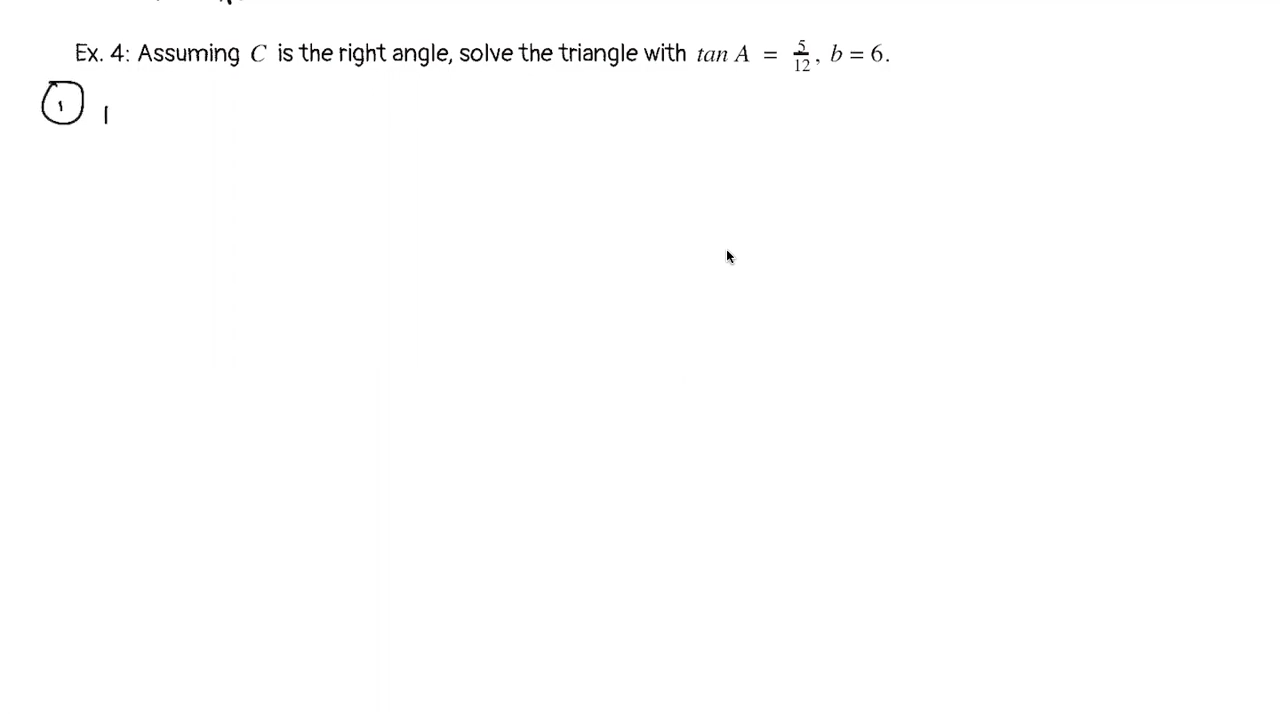 Ex. 4: Assuming C is the right angle, solve the triangle with tan A = 5/12, b = 6.
① |